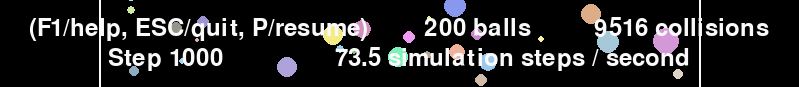 (F1/help, ESC/quit, P/resume) 200 balls 9516 collisions
Step 1000 73.5 simulation steps / second